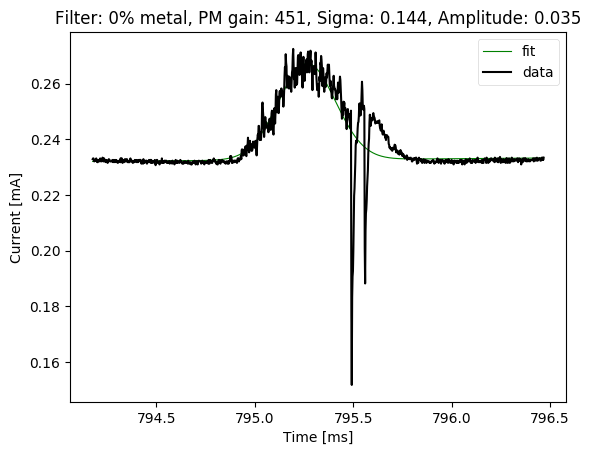 Filter: 0% metal, PM gain: 451, Sigma: 0.144, Amplitude: 0.035
fit
data
0.26
0.24
0.22
0.20
0.18
0.16
Current [mA]
794.5
795.0
795.5
796.0
796.5
Time [ms]